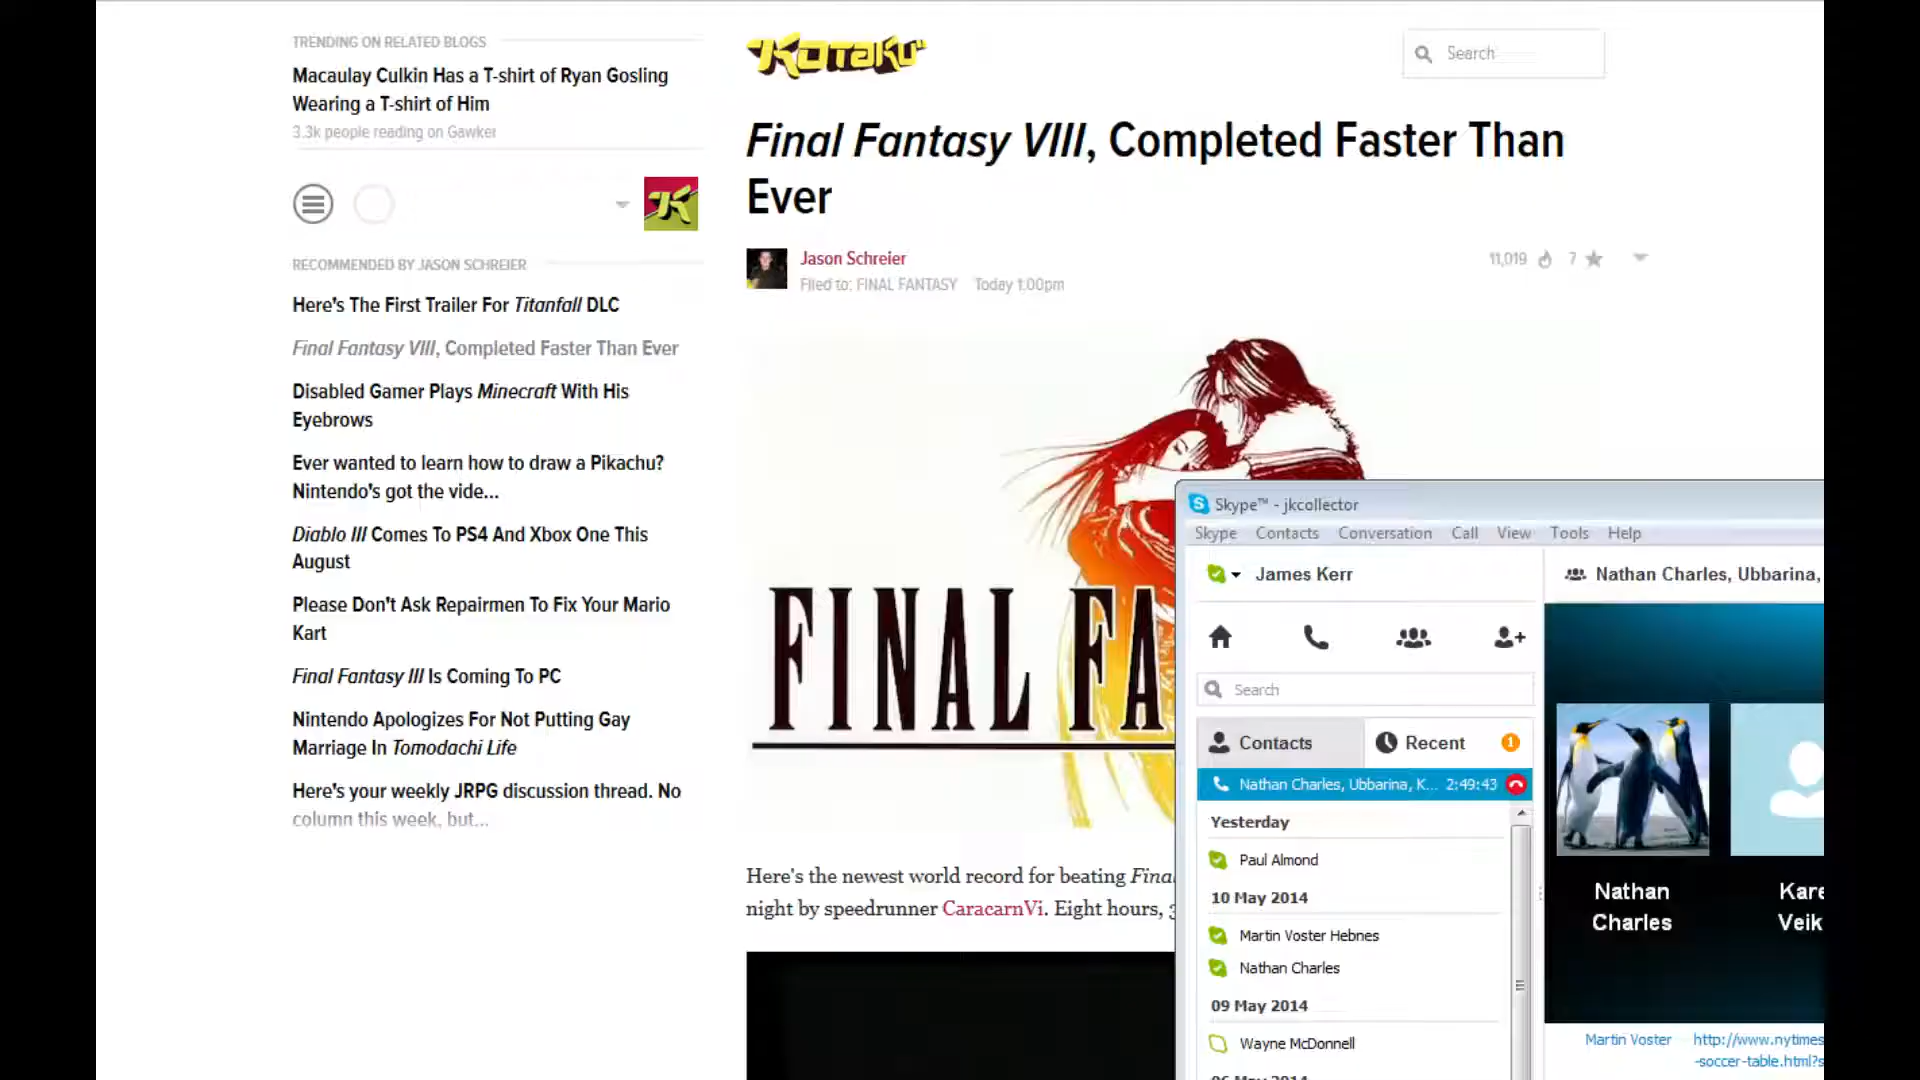 TRENDING ON RELATED BLOGS
Macaulay Culkin Has a T-shirt of Ryan Gosling
Wearing a T-shirt of Him
3.3k people reading on Gawker
RECOMMENDED BY JASON SCHREIER
Here's The First Trailer For Titanfall DLC
Final Fantasy VIII, Completed Faster Than Ever
Disabled Gamer Plays Minecraft With His
Eyebrows
Ever wanted to learn how to draw a Pikachu?
Nintendo's got the vide...
Diablo III Comes To PS4 And Xbox One This
August
Please Don't Ask Repairmen To Fix Your Mario
Kart
Final Fantasy III Is Coming To PC
Nintendo Apologizes For Not Putting Gay
Marriage In Tomodachi Life
Here's your weekly JRPG discussion thread. No
column this week, but...
KOTAKU
Search
Final Fantasy VIII, Completed Faster Than
Ever
Jason Schreier
Filed to: FINAL FANTASY Today 1:00pm
11,019 7
FINAL FA
Here's the newest world record for beating Fina
night by speedrunner CaracarnVi. Eight hours,
Skype™ - jkcollector
Skype Contacts Conversation Call View Tools Help
James Kerr
Search
Contacts Recent 1
Nathan Charles, Ubbarina, K... 2:49:43
Yesterday
Paul Almond
10 May 2014
Martin Voster Hebnes
Nathan Charles
09 May 2014
Wayne McDonnell
Nathan Charles, Ubbarina,
Nathan
Charles
Kare
Veik
Martin Voster http://www.nytimes
-soccer-table.html?s